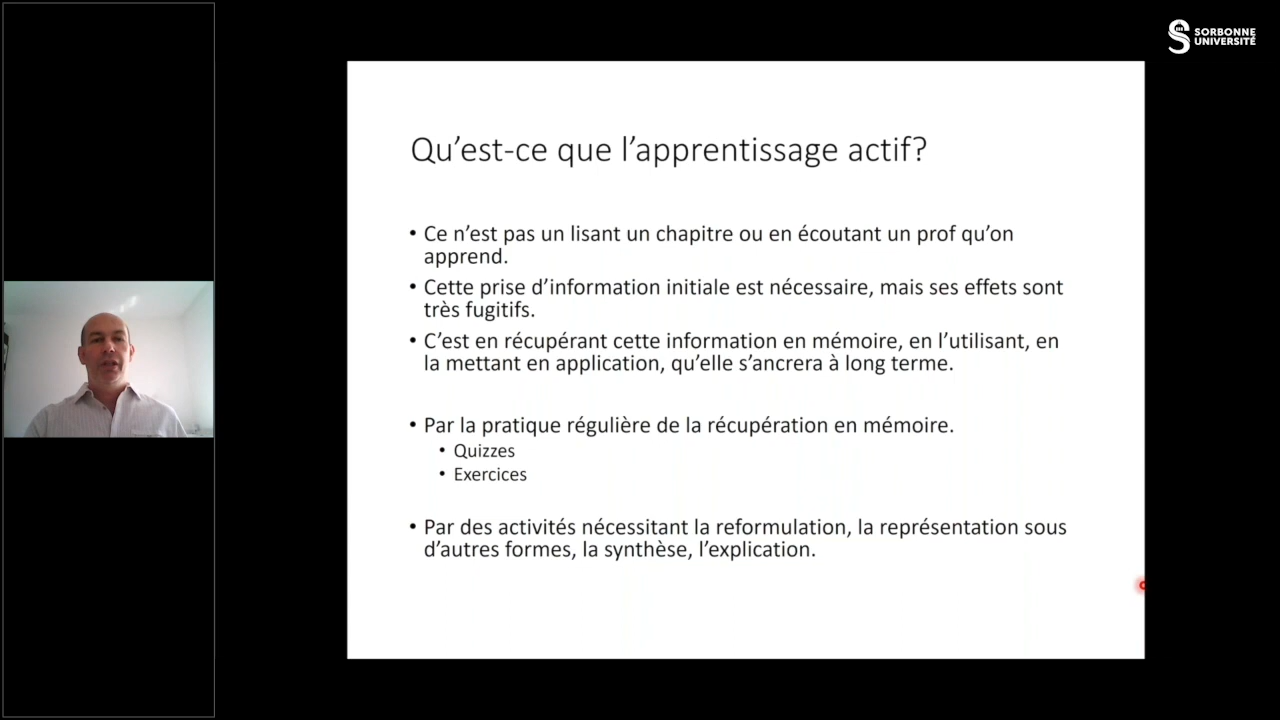 SORBONNE
UNIVERSITÉ
Qu’est-ce que l’apprentissage actif?
• Ce n’est pas un lisant un chapitre ou en écoutant un prof qu’on
apprend.
• Cette prise d’information initiale est nécessaire, mais ses effets sont
très fugitifs.
• C’est en récupérant cette information en mémoire, en l’utilisant, en
la mettant en application, qu’elle s’ancrera à long terme.
• Par la pratique régulière de la récupération en mémoire.
• Quizzes
• Exercices
• Par des activités nécessitant la reformulation, la représentation sous
d’autres formes, la synthèse, l’explication.